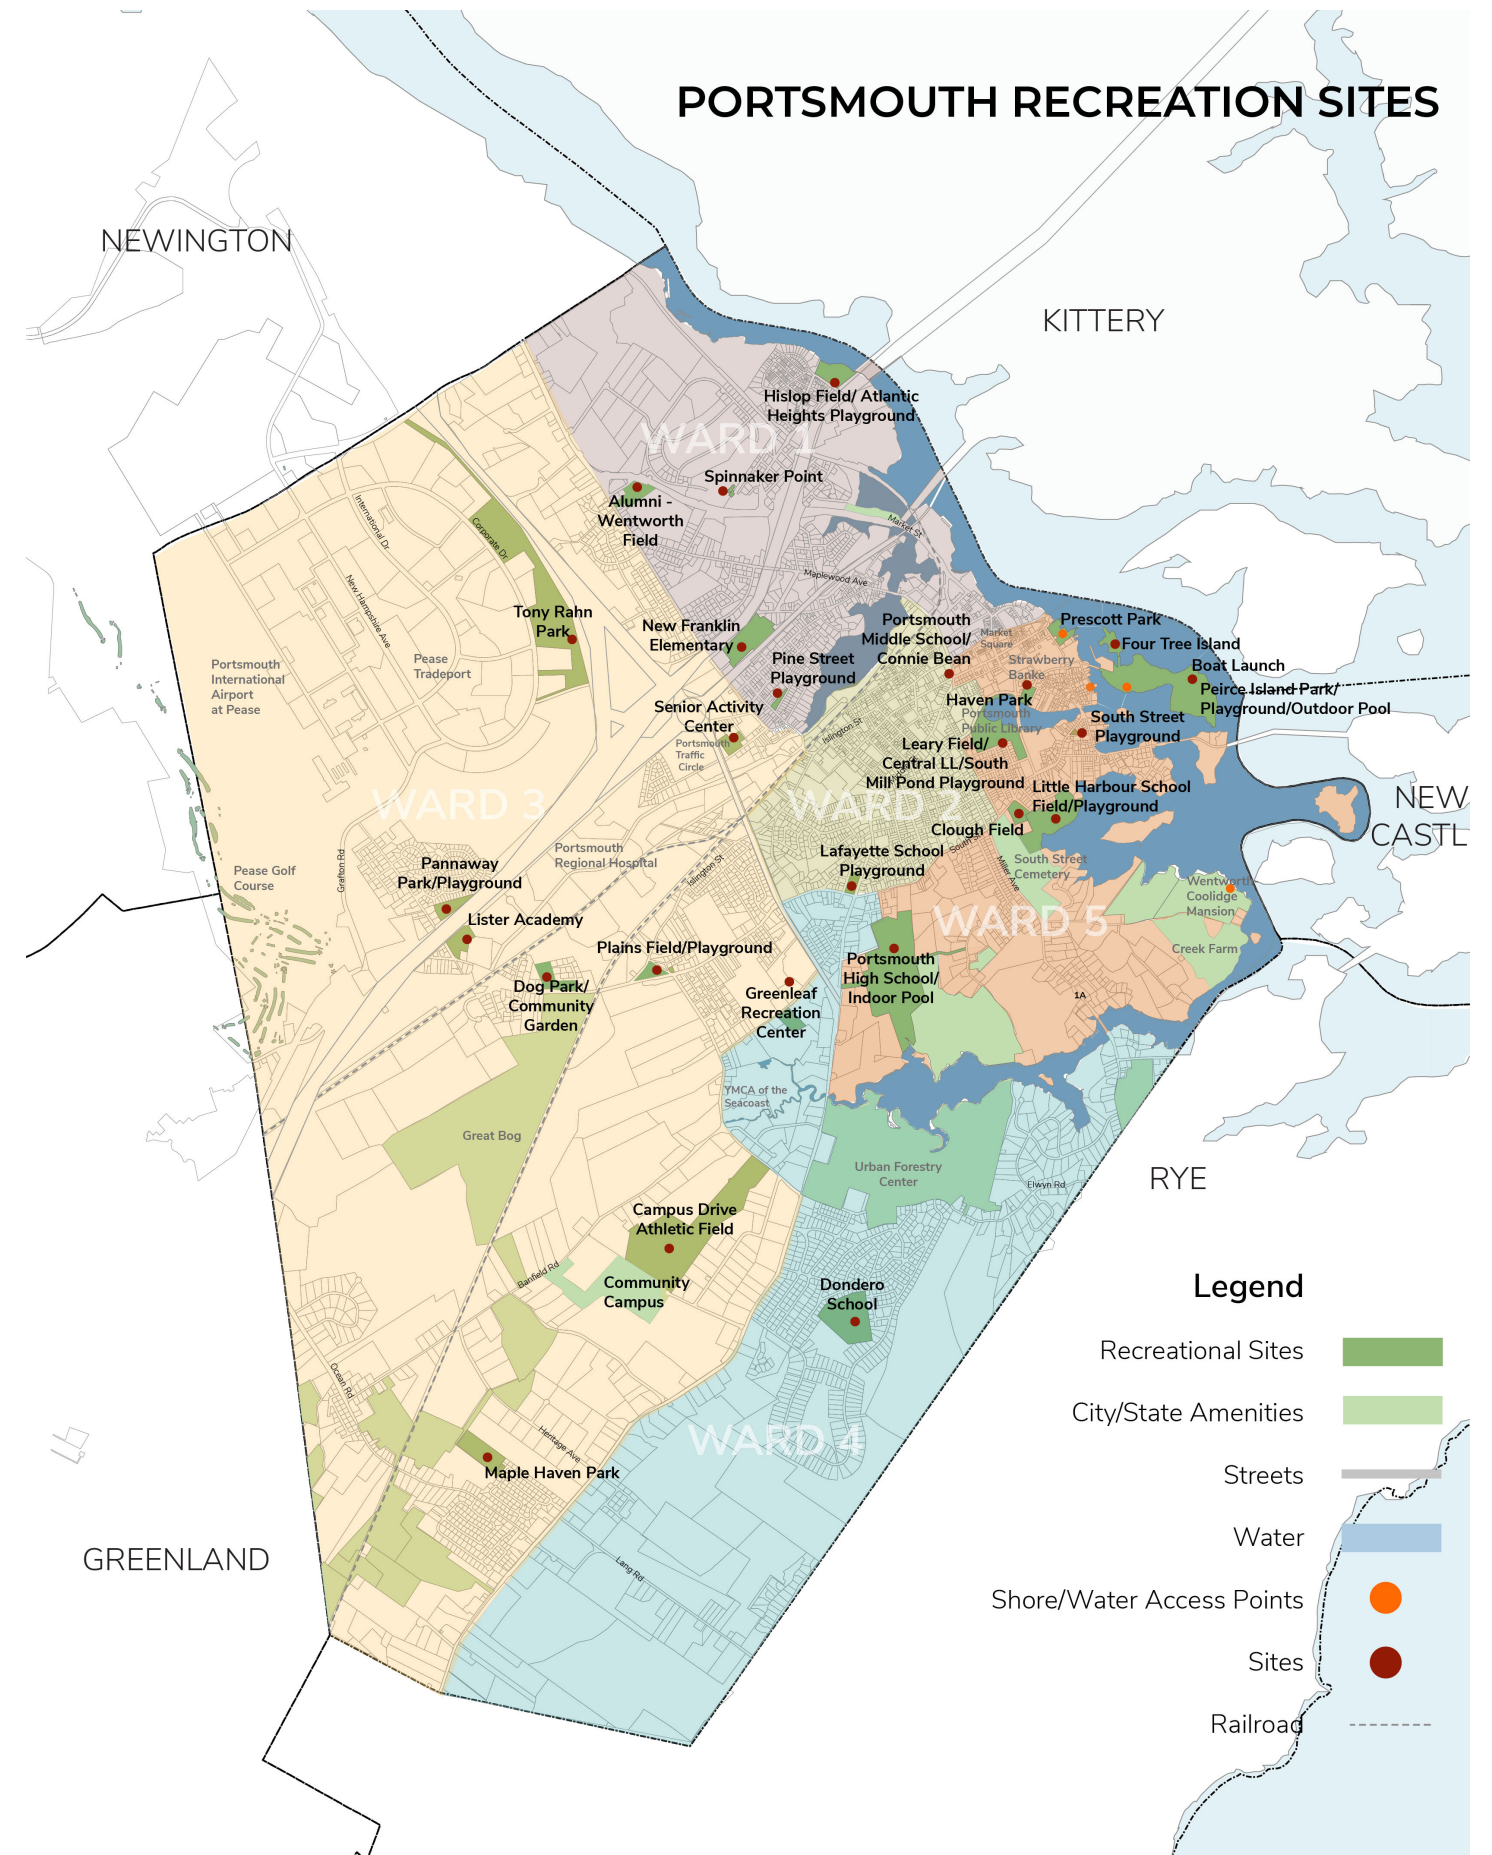 PORTSMOUTH RECREATION SITES
NEWINGTON
KITTERY
Hislop Field/ Atlantic
Heights Playground
WARD 1
Spinnaker Point
Alumni -
Wentworth
Field
International Dr
Corporate Dr
Market St
New Hampshire Ave
Maplewood Ave
Tony Rahn
Park
New Franklin
Elementary
Portsmouth
Middle School/
Connie Bean
Market
Square
Prescott Park
Four Tree Island
Boat Launch
Peirce Island Park/
Playground/Outdoor Pool
Strawberry
Banke
Portsmouth
International
Airport
at Pease
Pease
Tradeport
Pine Street
Playground
Haven Park
Portsmouth
Public Library
South Street
Playground
Senior Activity
Center
Portsmouth
Traffic
Circle
Islington St
Leary Field/
Central LL/South
Mill Pond Playground
Little Harbour School
Field/Playground
WARD 3
WARD 2
NEW
CASTL
Clough Field
South St
Miller Ave
South Street
Cemetery
Lafayette School
Playground
Portsmouth
Regional Hospital
Islington St
Pannaway
Park/Playground
Grafton Rd
Pease Golf
Course
Wentworth
Coolidge
Mansion
Lister Academy
WARD 5
Creek Farm
Plains Field/Playground
Portsmouth
High School/
Indoor Pool
Dog Park/
Community
Garden
Greenleaf
Recreation
Center
1A
YMCA of the
Seacoast
Great Bog
Urban Forestry
Center
Elwyn Rd
RYE
Campus Drive
Athletic Field
Banfield Rd
Community
Campus
Dondero
School
Legend
Recreational Sites
City/State Amenities
Streets
Water
Shore/Water Access Points
Sites
Railroad
Ocean Rd
Heritage Ave
WARD 4
Maple Haven Park
Lang Rd
GREENLAND